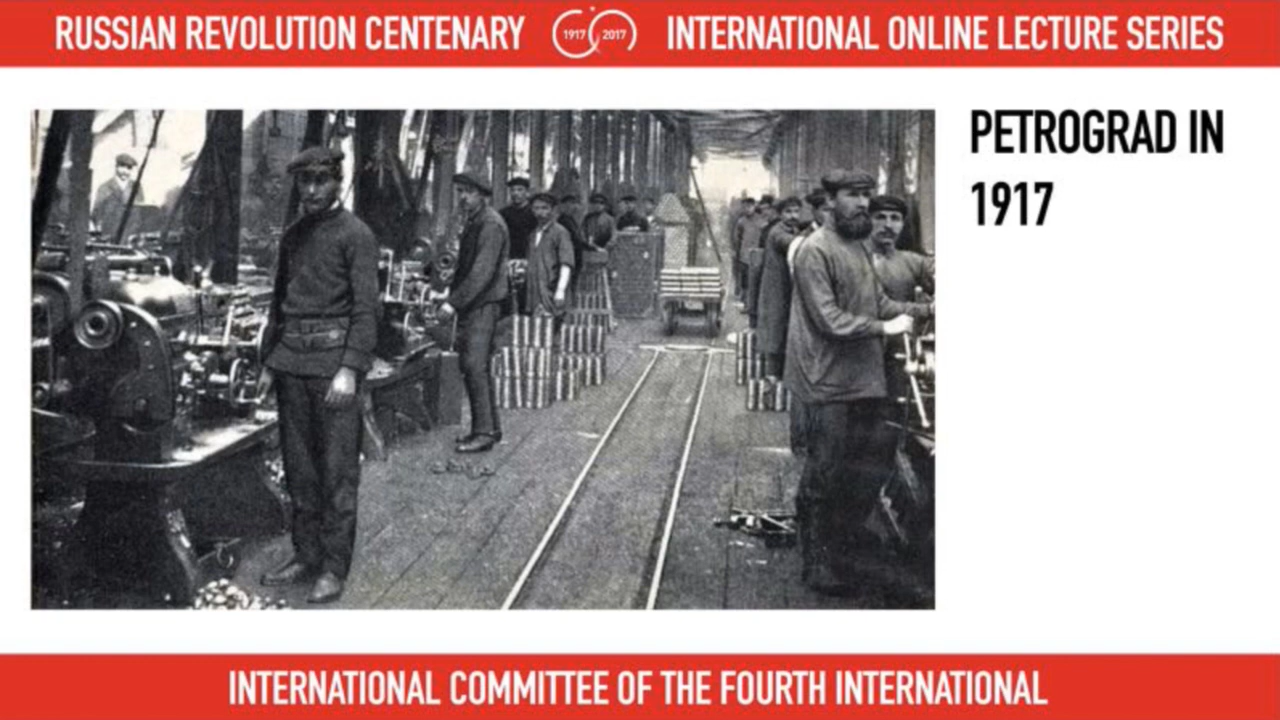 RUSSIAN REVOLUTION CENTENARY 1917 2017 INTERNATIONAL ONLINE LECTURE SERIES
PETROGRAD IN
1917
INTERNATIONAL COMMITTEE OF THE FOURTH INTERNATIONAL